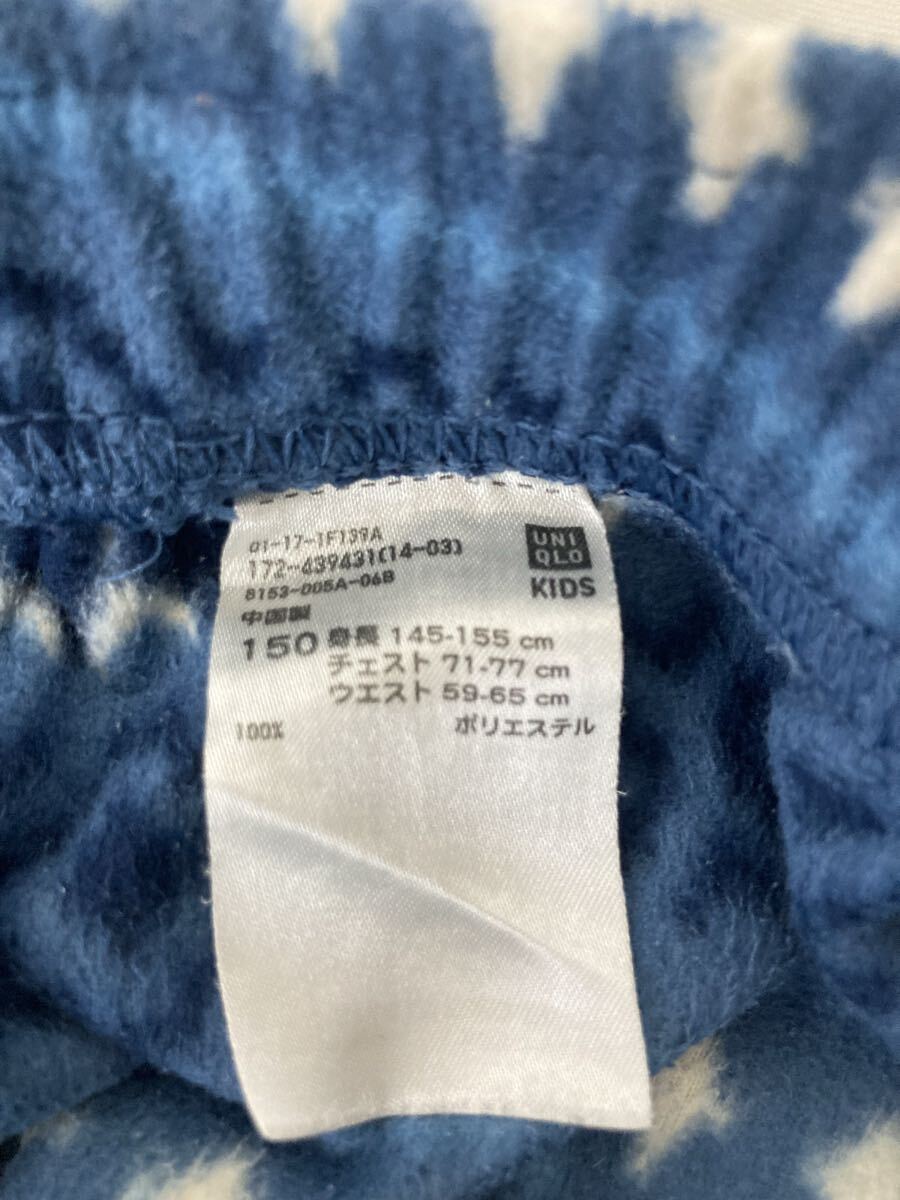 01-17-1F139A
172-439431(14-03)
8153-005A-06B
中国製
UNI
QLO
KIDS
150 身長 145-155 cm
チェスト 71-77 cm
ウエスト 59-65 cm
100% ポリエステル